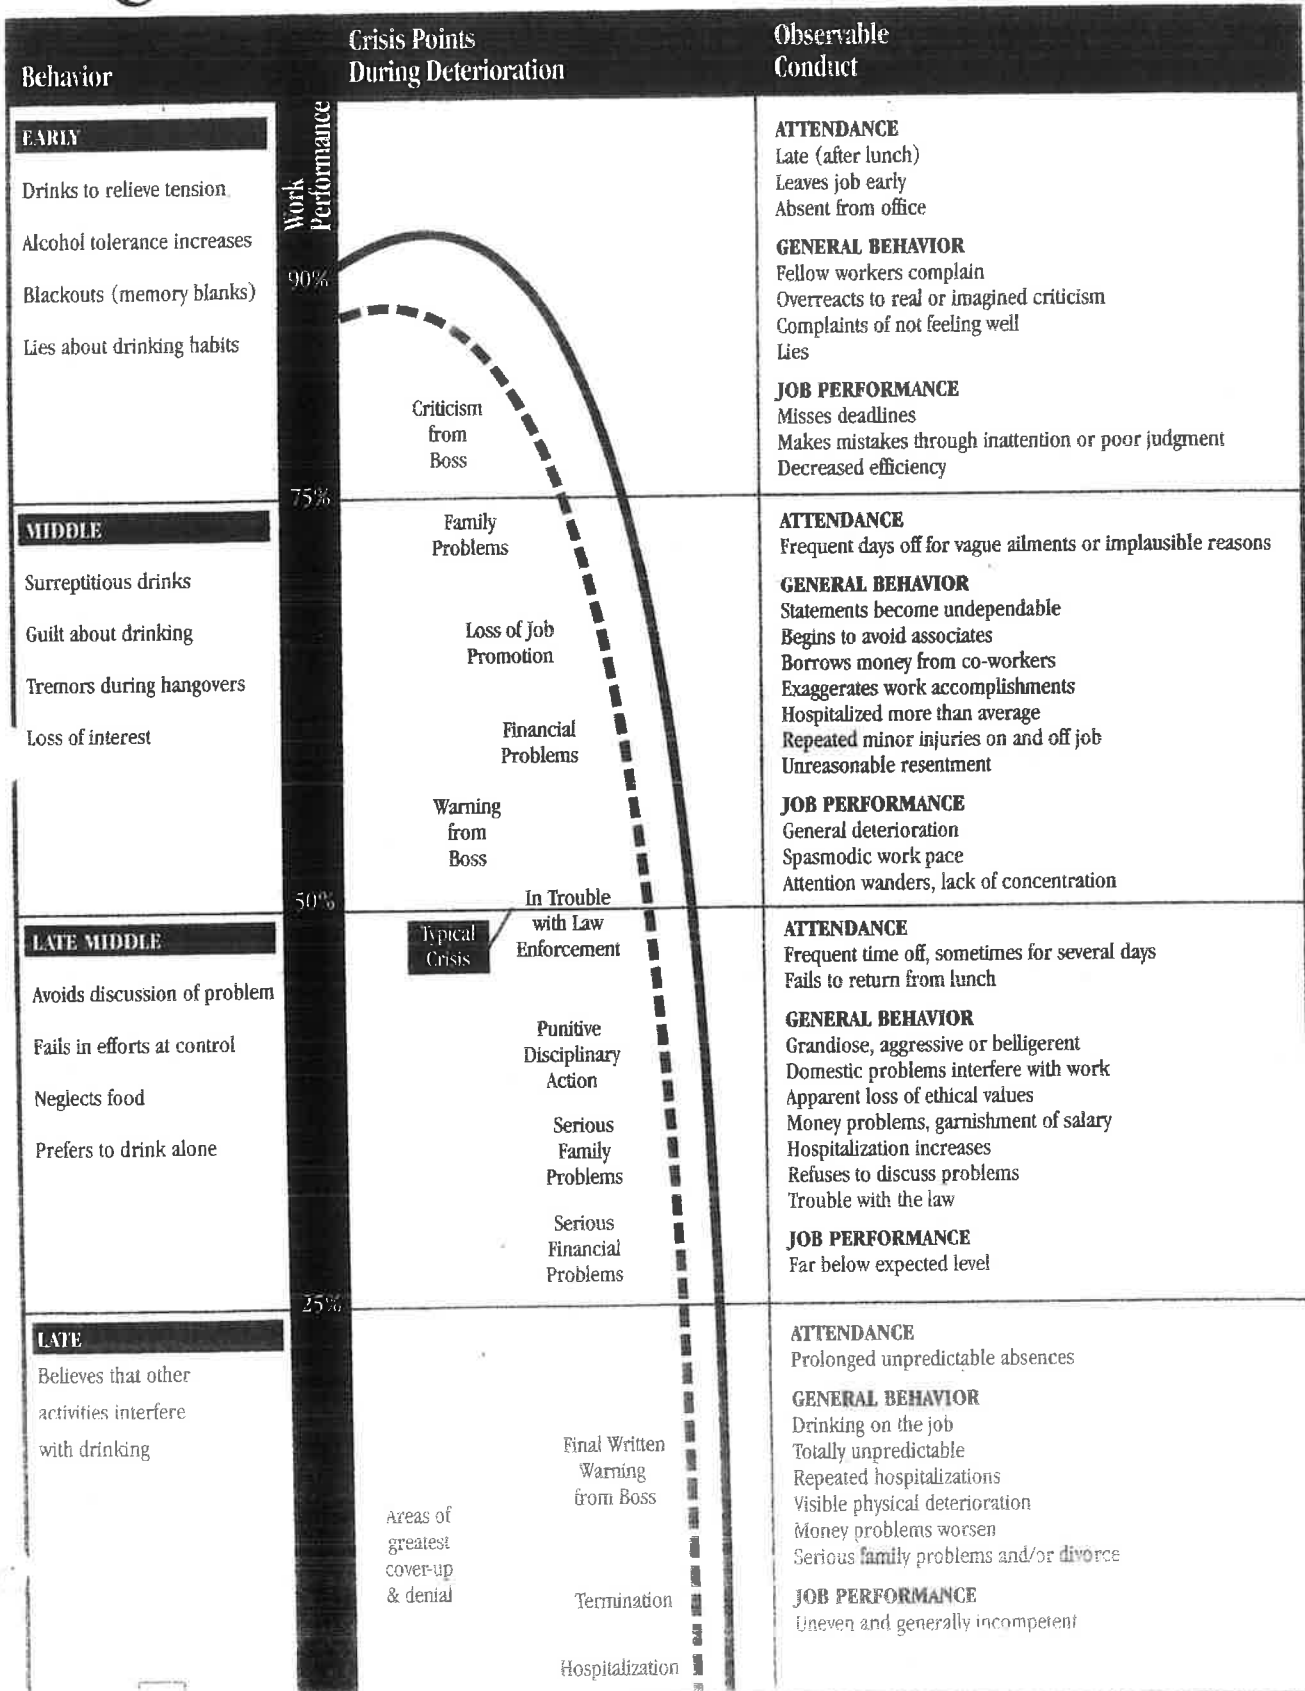 Behavior
Crisis Points
During Deterioration
Observable
Conduct
Work
Performance
EARLY
Drinks to relieve tension
Alcohol tolerance increases
Blackouts (memory blanks)
Lies about drinking habits
90%
Criticism
from
Boss
ATTENDANCE
Late (after lunch)
Leaves job early
Absent from office
GENERAL BEHAVIOR
Fellow workers complain
Overreacts to real or imagined criticism
Complaints of not feeling well
Lies
JOB PERFORMANCE
Misses deadlines
Makes mistakes through inattention or poor judgment
Decreased efficiency
75%
MIDDLE
Surreptitious drinks
Guilt about drinking
Tremors during hangovers
Loss of interest
Family
Problems
Loss of Job
Promotion
Financial
Problems
Warning
from
Boss
ATTENDANCE
Frequent days off for vague ailments or implausible reasons
GENERAL BEHAVIOR
Statements become undependable
Begins to avoid associates
Borrows money from co-workers
Exaggerates work accomplishments
Hospitalized more than average
Repeated minor injuries on and off job
Unreasonable resentment
JOB PERFORMANCE
General deterioration
Spasmodic work pace
Attention wanders, lack of concentration
50%
LATE MIDDLE
Avoids discussion of problem
Fails in efforts at control
Neglects food
Prefers to drink alone
Typical
Crisis
In Trouble
with Law
Enforcement
Punitive
Disciplinary
Action
Serious
Family
Problems
Serious
Financial
Problems
ATTENDANCE
Frequent time off, sometimes for several days
Fails to return from lunch
GENERAL BEHAVIOR
Grandiose, aggressive or belligerent
Domestic problems interfere with work
Apparent loss of ethical values
Money problems, garnishment of salary
Hospitalization increases
Refuses to discuss problems
Trouble with the law
JOB PERFORMANCE
Far below expected level
25%
LATE
Believes that other
activities interfere
with drinking
Areas of
greatest
cover-up
& denial
Final Written
Warning
from Boss
Termination
Hospitalization
ATTENDANCE
Prolonged unpredictable absences
GENERAL BEHAVIOR
Drinking on the job
Totally unpredictable
Repeated hospitalizations
Visible physical deterioration
Money problems worsen
Serious family problems and/or divorce
JOB PERFORMANCE
Uneven and generally incompetent